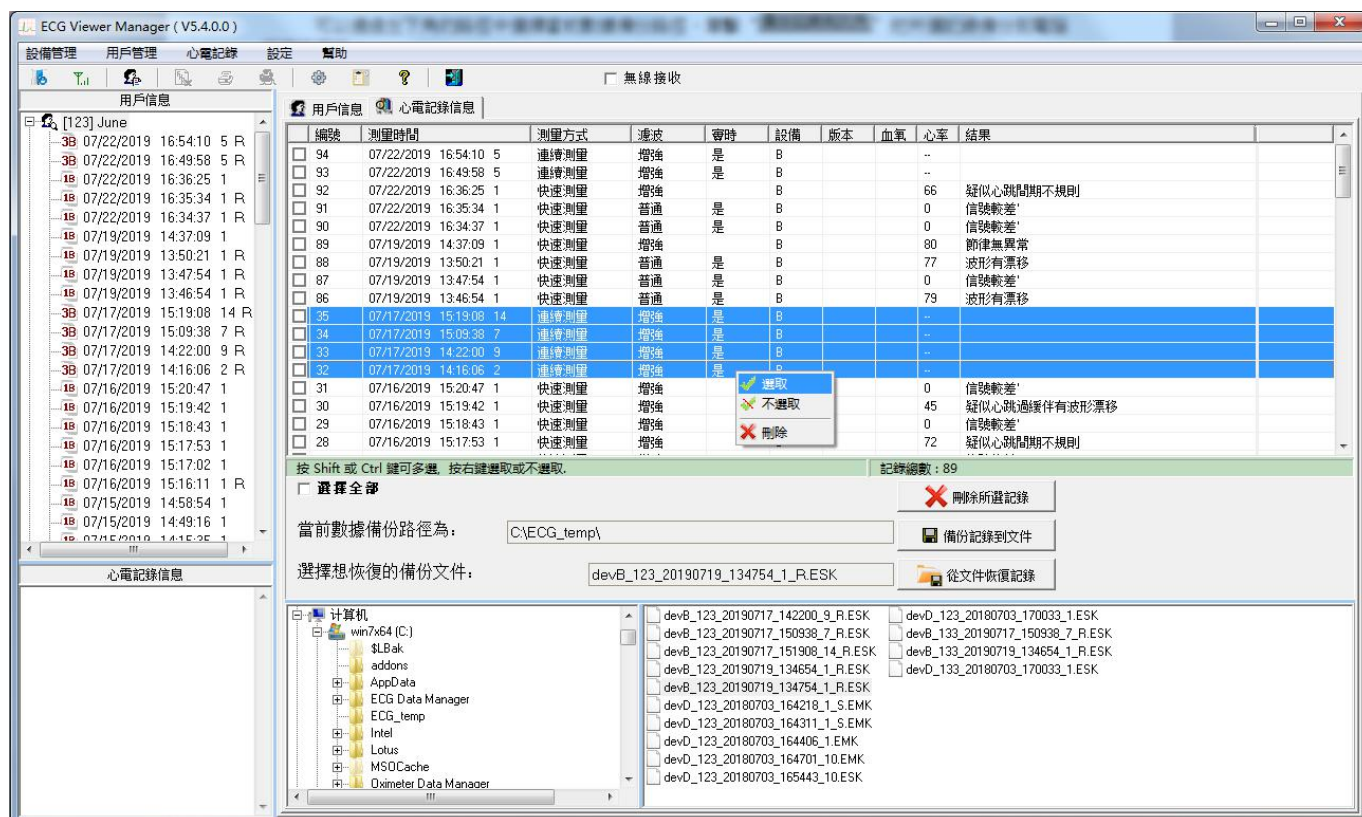 ECG Viewer Manager ( V5.4.0.0 )
設備管理 用戶管理 心電記錄 設定 幫助
無線接收
用戶信息
[123] June
3B 07/22/2019 16:54:10 5 R
3B 07/22/2019 16:49:58 5 R
1B 07/22/2019 16:36:25 1
1B 07/22/2019 16:35:34 1 R
1B 07/22/2019 16:34:37 1 R
1B 07/19/2019 14:37:09 1
1B 07/19/2019 13:50:21 1 R
1B 07/19/2019 13:47:54 1 R
1B 07/19/2019 13:46:54 1 R
3B 07/17/2019 15:19:08 14 R
3B 07/17/2019 15:09:38 7 R
3B 07/17/2019 14:22:00 9 R
3B 07/17/2019 14:16:06 2 R
1B 07/16/2019 15:20:47 1
1B 07/16/2019 15:19:42 1
1B 07/16/2019 15:18:43 1
1B 07/16/2019 15:17:53 1
1B 07/16/2019 15:17:02 1
1B 07/16/2019 15:16:11 1 R
1B 07/15/2019 14:58:54 1
1B 07/15/2019 14:49:16 1
1B 07/15/2019 14:15:35 1
心電記錄信息
用戶信息 心電記錄信息
編號 測量時間 測量方式 濾波 實時 設備 版本 血氧 心率 結果
94 07/22/2019 16:54:10 5 連續測量 增強 是 B --
93 07/22/2019 16:49:58 5 連續測量 增強 是 B --
92 07/22/2019 16:36:25 1 快速測量 增強 B 66 疑似心跳間期不規則
91 07/22/2019 16:35:34 1 快速測量 普通 是 B 0 信號較差'
90 07/22/2019 16:34:37 1 快速測量 普通 是 B 0 信號較差'
89 07/19/2019 14:37:09 1 快速測量 增強 B 80 節律無異常
88 07/19/2019 13:50:21 1 快速測量 普通 是 B 77 波形有漂移
87 07/19/2019 13:47:54 1 快速測量 普通 是 B 0 信號較差'
86 07/19/2019 13:46:54 1 快速測量 普通 是 B 79 波形有漂移
35 07/17/2019 15:19:08 14 連續測量 增強 是 B --
34 07/17/2019 15:09:38 7 連續測量 增強 是 B --
33 07/17/2019 14:22:00 9 連續測量 增強 是 B --
32 07/17/2019 14:16:06 2 連續測量 增強 是 B --
31 07/16/2019 15:20:47 1 快速測量 增強 0 信號較差'
30 07/16/2019 15:19:42 1 快速測量 增強 45 疑似心跳過緩伴有波形漂移
29 07/16/2019 15:18:43 1 快速測量 增強 0 信號較差'
28 07/16/2019 15:17:53 1 快速測量 增強 72 疑似心跳間期不規則
選取
不選取
刪除
按 Shift 或 Ctrl 鍵可多選, 按右鍵選取或不選取.
記錄總數 : 89
選擇全部
刪除所選記錄
當前數據備份路徑為:
C:\ECG_temp\
備份記錄到文件
選擇想恢復的備份文件:
devB_123_20190719_134754_1_R.ESK
從文件恢復記錄
计算机
win7x64 (C:)
$LBak
addons
AppData
ECG Data Manager
ECG_temp
Intel
Lotus
MSOCache
Oximeter Data Manager
devB_123_20190717_142200_9_R.ESK
devB_123_20190717_150938_7_R.ESK
devB_123_20190717_151908_14_R.ESK
devB_123_20190719_134654_1_R.ESK
devB_123_20190719_134754_1_R.ESK
devD_123_20180703_164218_1_S.EMK
devD_123_20180703_164311_1_S.EMK
devD_123_20180703_164406_1.EMK
devD_123_20180703_164701_10.EMK
devD_123_20180703_165443_10.ESK
devD_123_20180703_170033_1.ESK
devB_133_20190717_150938_7_R.ESK
devB_133_20190719_134654_1_R.ESK
devD_133_20180703_170033_1.ESK